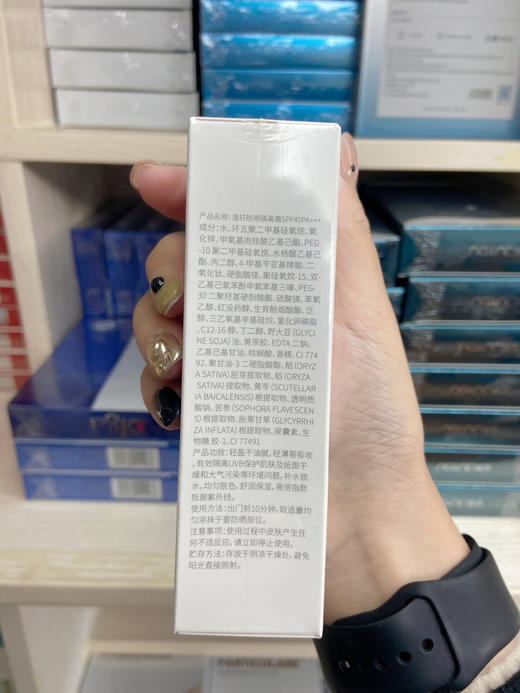 产品名称:逸轩防晒隔离霜SPF40PA+++
成分:水、环五聚二甲基硅氧烷、氧
化锌、甲氧基肉桂酸乙基己酯、PEG
-10 聚二甲基硅氧烷、水杨酸乙基己
酯、丙二醇、4-甲基苄亚基樟脑、二
氧化钛、硬脂酸镁、聚硅氧烷-15、双-
乙基己氧苯酚甲氧苯基三嗪、PEG-
30 二聚羟基硬脂酸酯、硫酸镁、苯氧
乙醇、红没药醇、生育酚烟酸酯、泛
醇、三乙氧基辛基硅烷、氢化卵磷脂
、C12-16 醇、丁二醇、野大豆(GLYCI
NE SOJA)油、黄原胶、EDTA 二钠、
乙基己基甘油、棕榈酸、香精、CI 774
92、聚甘油-3 二硬脂酸酯、稻(ORYZ
A SATIVA)胚芽提取物、稻(ORYZA
SATIVA)提取物、黄芩(SCUTELLAR
IA BAICALENSIS)根提取物、透明质
酸钠、苦参(SOPHORA FLAVESCEN
S)根提取物、胀果甘草(GLYCYRRHI
ZA INFLATA)根提取物、尿囊素、生
物糖 胶-1、CI 77491
产品功效:轻盈不油腻,轻薄易吸收
,有效隔离UVB保护肌肤及抵御干
燥和大气污染等环境问题,补水锁
水,均匀肤色,舒润保湿,高倍指数
抵御紫外线。
使用方法:出门前10分钟,取适量均
匀涂抹于要防晒部位。
注意事项:使用过程中皮肤产生任
何不适反应,请立即停止使用。
贮存方法:存放于阴凉干燥处,避免
阳光直接照射。